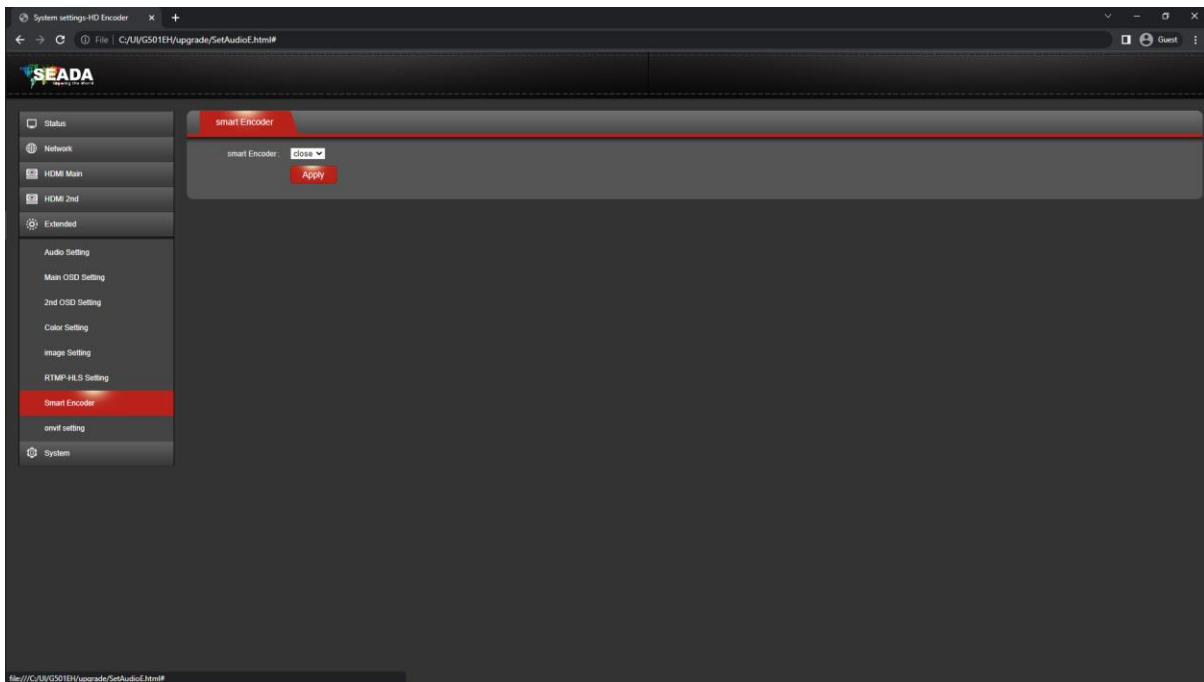 System settings-HD Encoder
File | C:/UI/G501EH/upgrade/SetAudioE.html#
Guest
SEADA
Status
Network
HDMI Main
HDMI 2nd
Extended
Audio Setting
Main OSD Setting
2nd OSD Setting
Color Setting
image Setting
RTMP-HLS Setting
Smart Encoder
onvif setting
System
smart Encoder
smart Encoder: close
Apply
file:///C:/UI/G501EH/upgrade/SetAudioE.html#